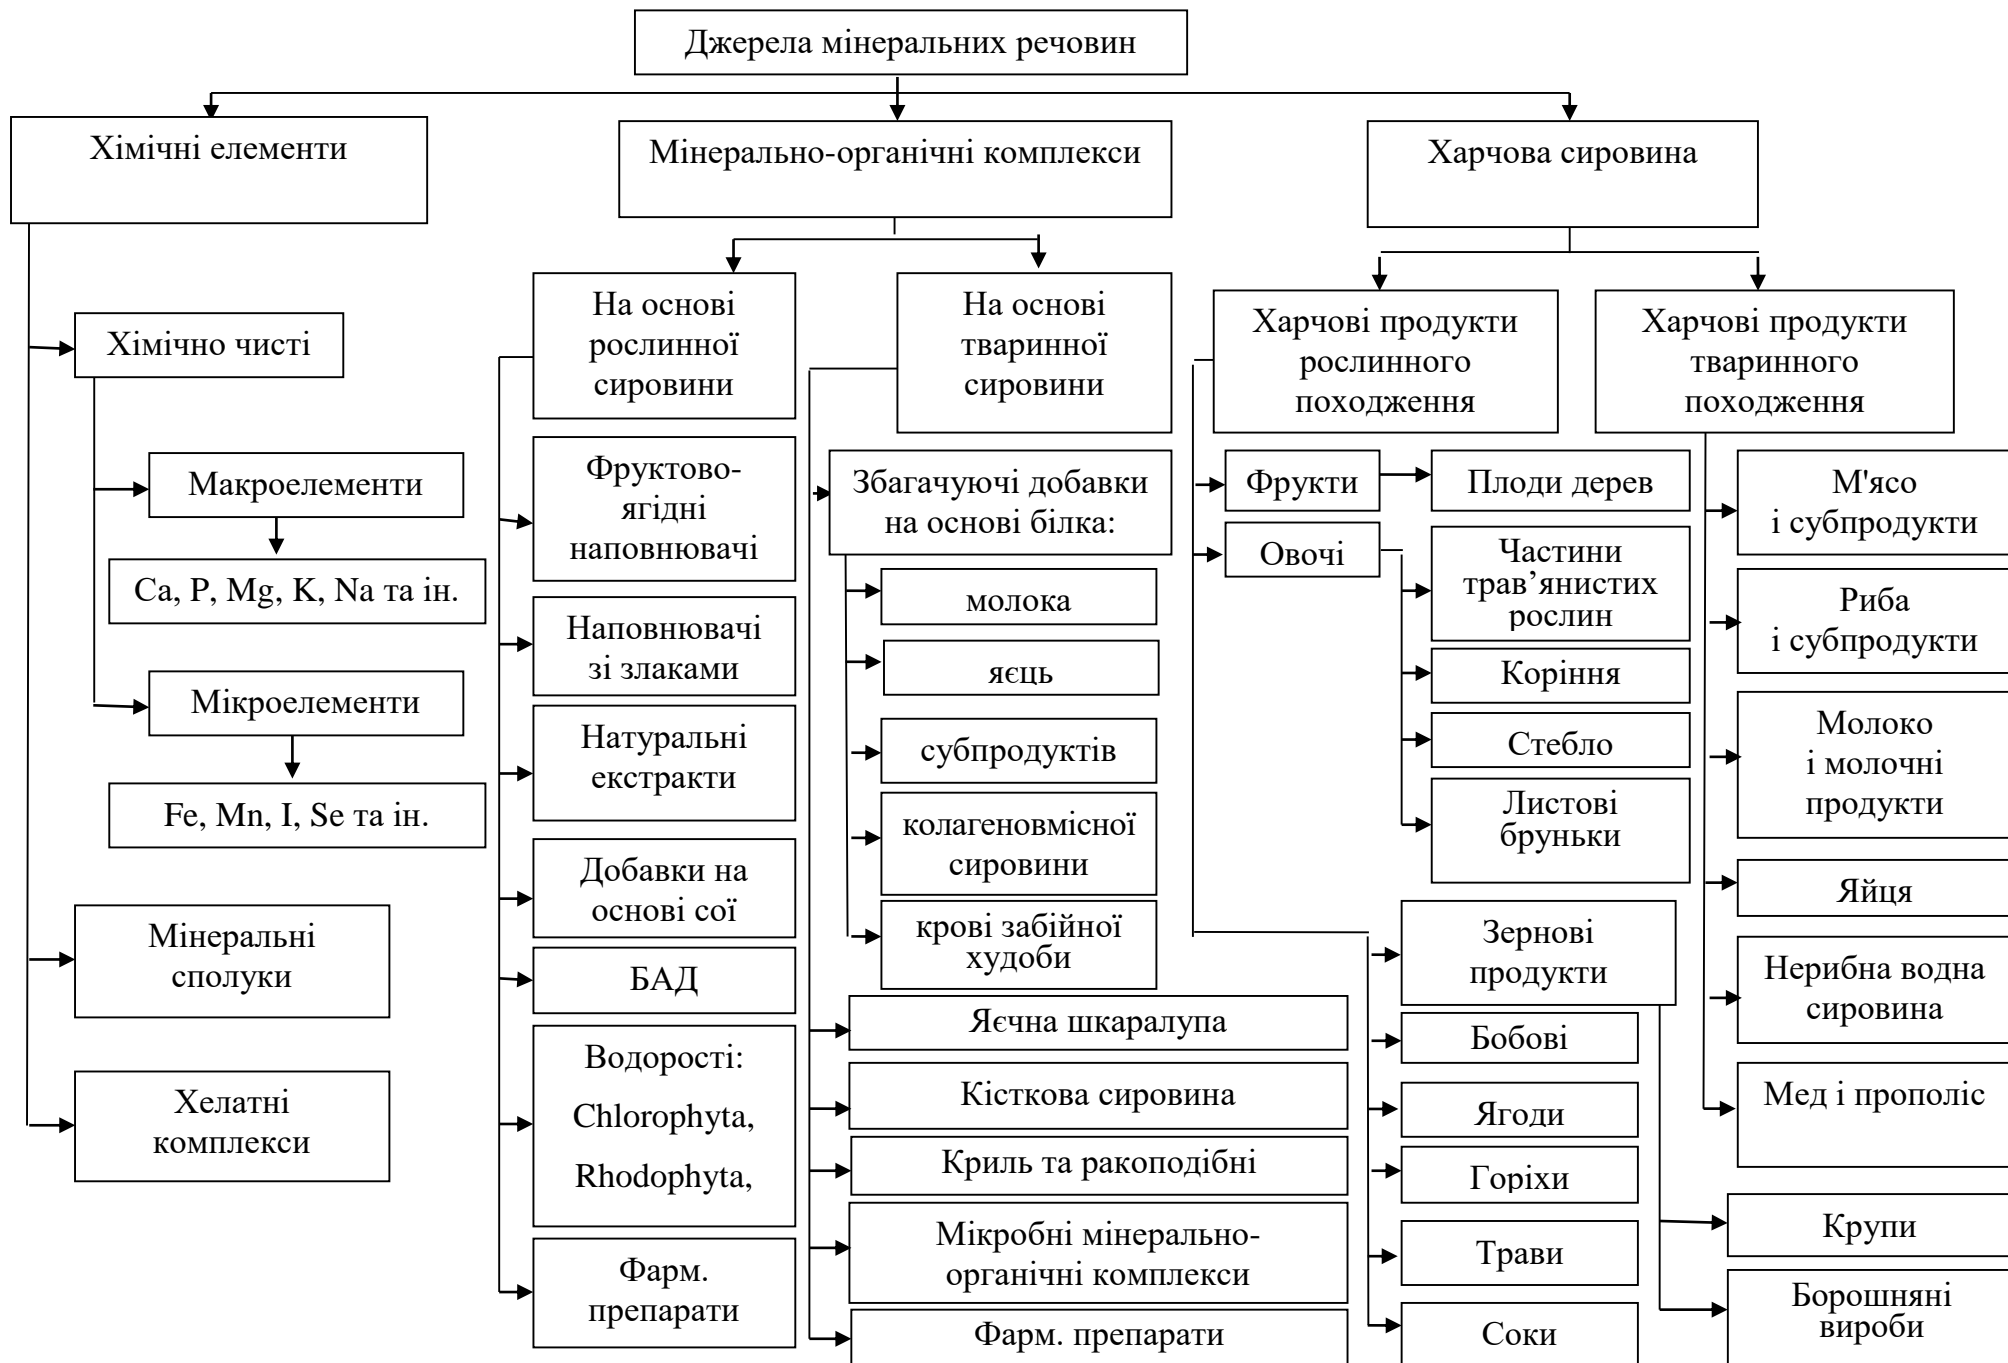 Джерела мінеральних речовин
Хімічні елементи
Мінерально-органічні комплекси
Харчова сировина
Хімічно чисті
Макроелементи
Ca, P, Mg, K, Na та ін.
Мікроелементи
Fe, Mn, I, Se та ін.
Мінеральні
сполуки
Хелатні
комплекси
На основі
рослинної
сировини
Фруктово-
ягідні
наповнювачі
Наповнювачі
зі злаками
Натуральні
екстракти
Добавки на
основі сої
БАД
Водорості:
Chlorophyta,
Rhodophyta,
Фарм.
препарати
На основі
тваринної
сировини
Збагачуючі добавки
на основі білка:
молока
яєць
субпродуктів
колагеновмісної
сировини
крові забійної
худоби
Яєчна шкаралупа
Кісткова сировина
Криль та ракоподібні
Мікробні мінерально-
органічні комплекси
Фарм. препарати
Харчові продукти
рослинного
походження
Фрукти
Плоди дерев
Овочі
Частини
трав’янистих
рослин
Коріння
Стебло
Листові
бруньки
Зернові
продукти
Бобові
Ягоди
Горіхи
Трави
Соки
Харчові продукти
тваринного
походження
М'ясо
і субпродукти
Риба
і субпродукти
Молоко
і молочні
продукти
Яйця
Нерибна водна
сировина
Мед і прополіс
Крупи
Борошняні
вироби